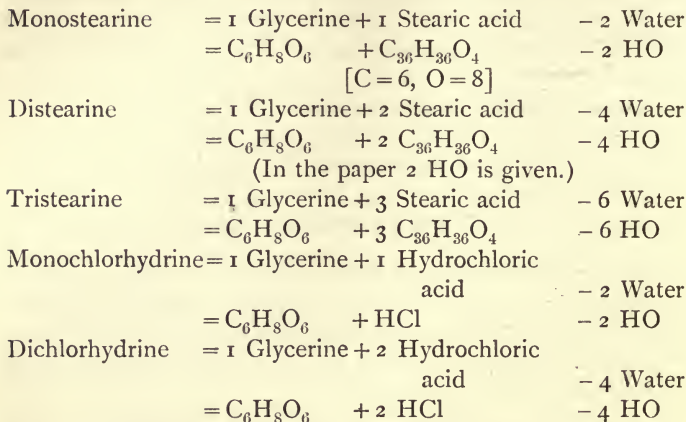 Monostearine = 1 Glycerine + 1 Stearic acid − 2 Water
= C₆H₈O₆ + C₃₆H₃₆O₄ − 2 HO
[C = 6, O = 8]
Distearine = 1 Glycerine + 2 Stearic acid − 4 Water
= C₆H₈O₆ + 2 C₃₆H₃₆O₄ − 4 HO
(In the paper 2 HO is given.)
Tristearine = 1 Glycerine + 3 Stearic acid − 6 Water
= C₆H₈O₆ + 3 C₃₆H₃₆O₄ − 6 HO
Monochlorhydrine = 1 Glycerine + 1 Hydrochloric
acid − 2 Water
= C₆H₈O₆ + HCl − 2 HO
Dichlorhydrine = 1 Glycerine + 2 Hydrochloric
acid − 4 Water
= C₆H₈O₆ + 2 HCl − 4 HO